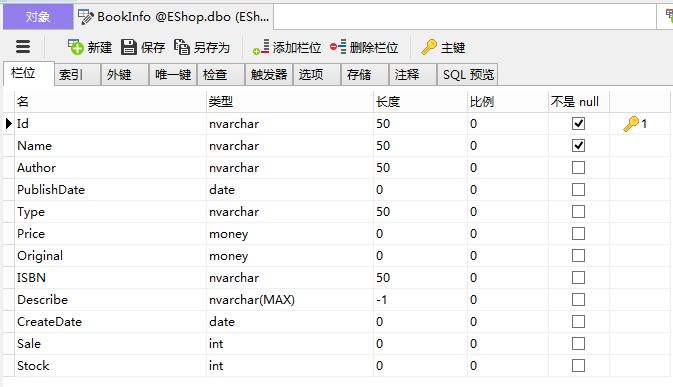 对象 BookInfo @EShop.dbo (ESh...
新建 保存 另存为 添加栏位 删除栏位 主键
栏位 索引 外键 唯一键 检查 触发器 选项 存储 注释 SQL 预览
名 类型 长度 比例 不是 null
Id nvarchar 50 0 1
Name nvarchar 50 0
Author nvarchar 50 0
PublishDate date 0 0
Type nvarchar 50 0
Price money 0 0
Original money 0 0
ISBN nvarchar 50 0
Describe nvarchar(MAX) -1 0
CreateDate date 0 0
Sale int 0 0
Stock int 0 0